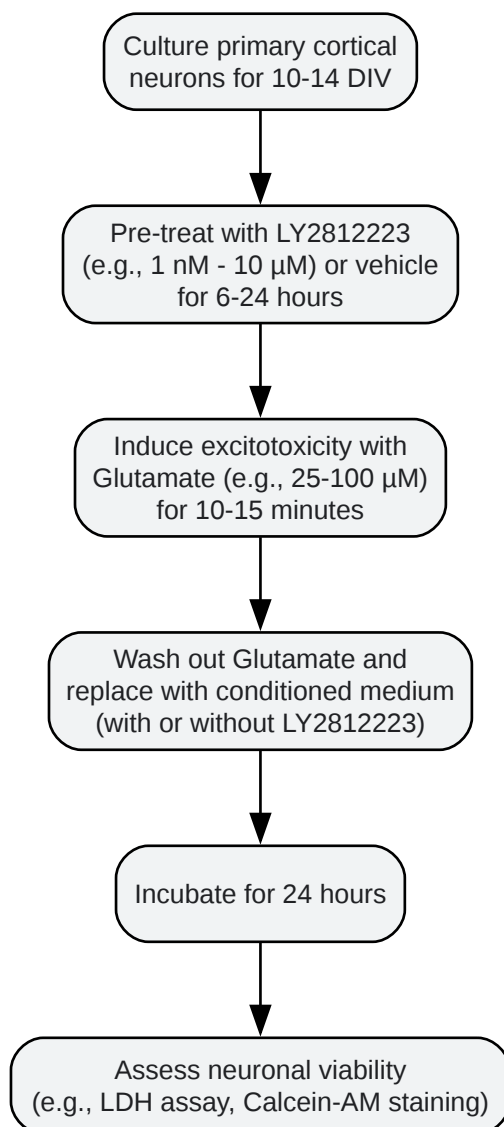 Culture primary cortical
neurons for 10-14 DIV
Pre-treat with LY2812223
(e.g., 1 nM - 10 µM) or vehicle
for 6-24 hours
Induce excitotoxicity with
Glutamate (e.g., 25-100 µM)
for 10-15 minutes
Wash out Glutamate and
replace with conditioned medium
(with or without LY2812223)
Incubate for 24 hours
Assess neuronal viability
(e.g., LDH assay, Calcein-AM staining)